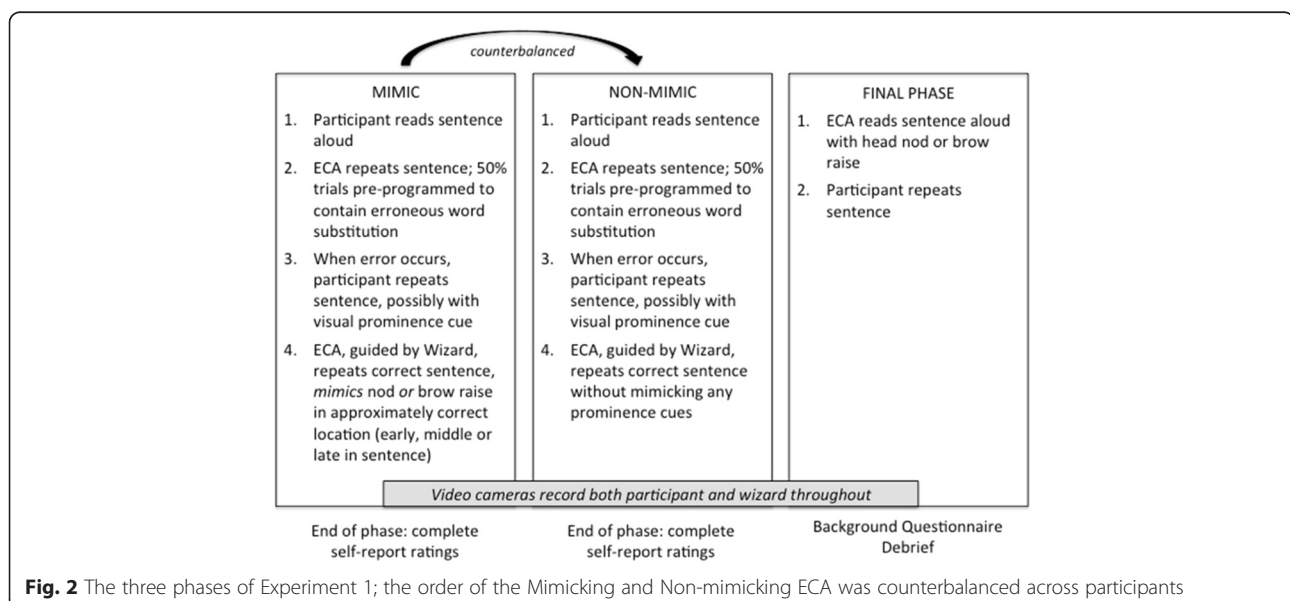 counterbalanced
MIMIC
1. Participant reads sentence
aloud
2. ECA repeats sentence; 50%
trials pre-programmed to
contain erroneous word
substitution
3. When error occurs,
participant repeats
sentence, possibly with
visual prominence cue
4. ECA, guided by Wizard,
repeats correct sentence,
mimics nod or brow raise
in approximately correct
location (early, middle or
late in sentence)
NON-MIMIC
1. Participant reads sentence
aloud
2. ECA repeats sentence; 50%
trials pre-programmed to
contain erroneous word
substitution
3. When error occurs,
participant repeats
sentence, possibly with
visual prominence cue
4. ECA, guided by Wizard,
repeats correct sentence
without mimicking any
prominence cues
FINAL PHASE
1. ECA reads sentence aloud
with head nod or brow
raise
2. Participant repeats
sentence
Video cameras record both participant and wizard throughout
End of phase: complete
self-report ratings
End of phase: complete
self-report ratings
Background Questionnaire
Debrief
Fig. 2 The three phases of Experiment 1; the order of the Mimicking and Non-mimicking ECA was counterbalanced across participants